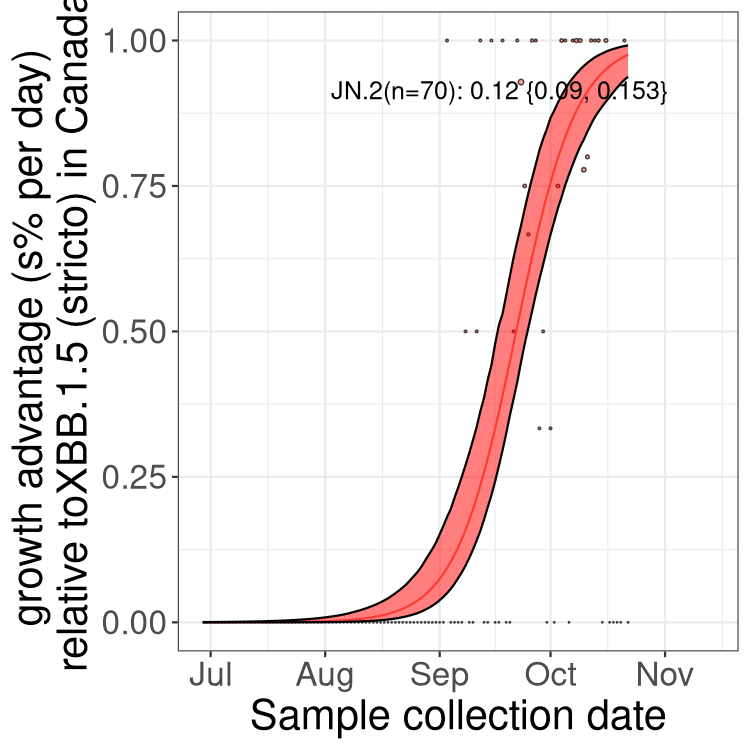 growth advantage (s% per day)
relative toXBB.1.5 (stricto) in Canada
1.00
0.75
0.50
0.25
0.00
JN.2(n=70): 0.12 {0.09, 0.153}
Jul Aug Sep Oct Nov
Sample collection date